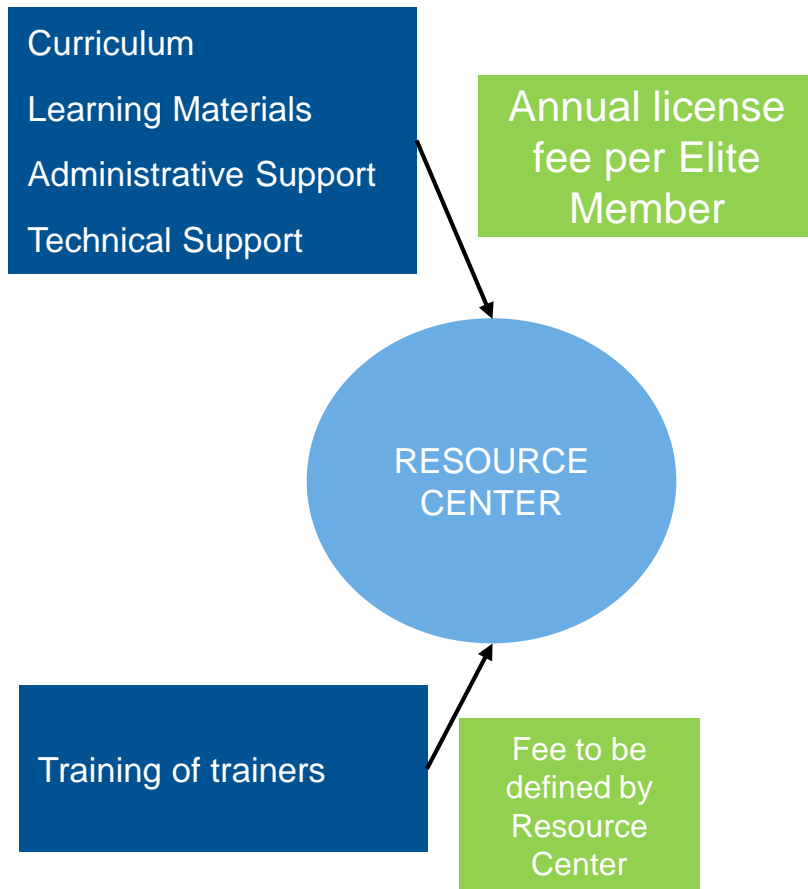 Curriculum
Learning Materials
Administrative Support
Technical Support
Annual license
fee per Elite
Member
RESOURCE
CENTER
Training of trainers
Fee to be
defined by
Resource
Center